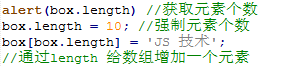 alert(box.length) //获取元素个数
box.length = 10; //强制元素个数
box[box.length] = 'JS 技术';
//通过length 给数组增加一个元素